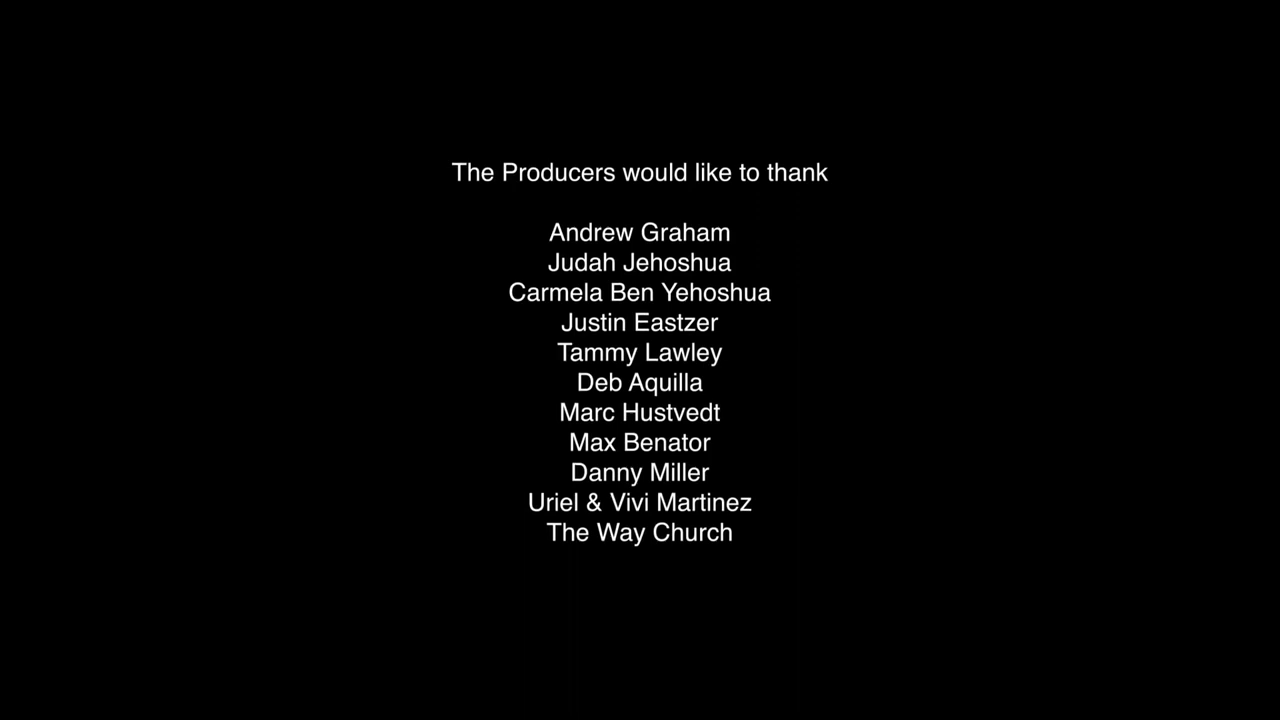 The Producers would like to thank
Andrew Graham
Judah Jehoshua
Carmela Ben Yehoshua
Justin Eastzer
Tammy Lawley
Deb Aquilla
Marc Hustvedt
Max Benator
Danny Miller
Uriel & Vivi Martinez
The Way Church